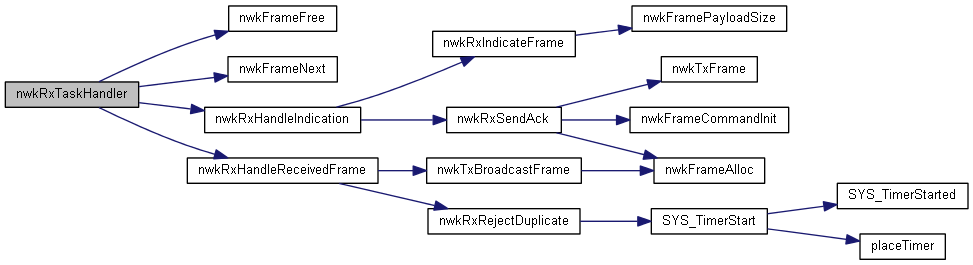 nwkRxTaskHandler
nwkFrameFree
nwkFrameNext
nwkRxHandleIndication
nwkRxIndicateFrame
nwkFramePayloadSize
nwkRxSendAck
nwkTxFrame
nwkFrameCommandInit
nwkFrameAlloc
nwkRxHandleReceivedFrame
nwkTxBroadcastFrame
nwkRxRejectDuplicate
SYS_TimerStart
SYS_TimerStarted
placeTimer